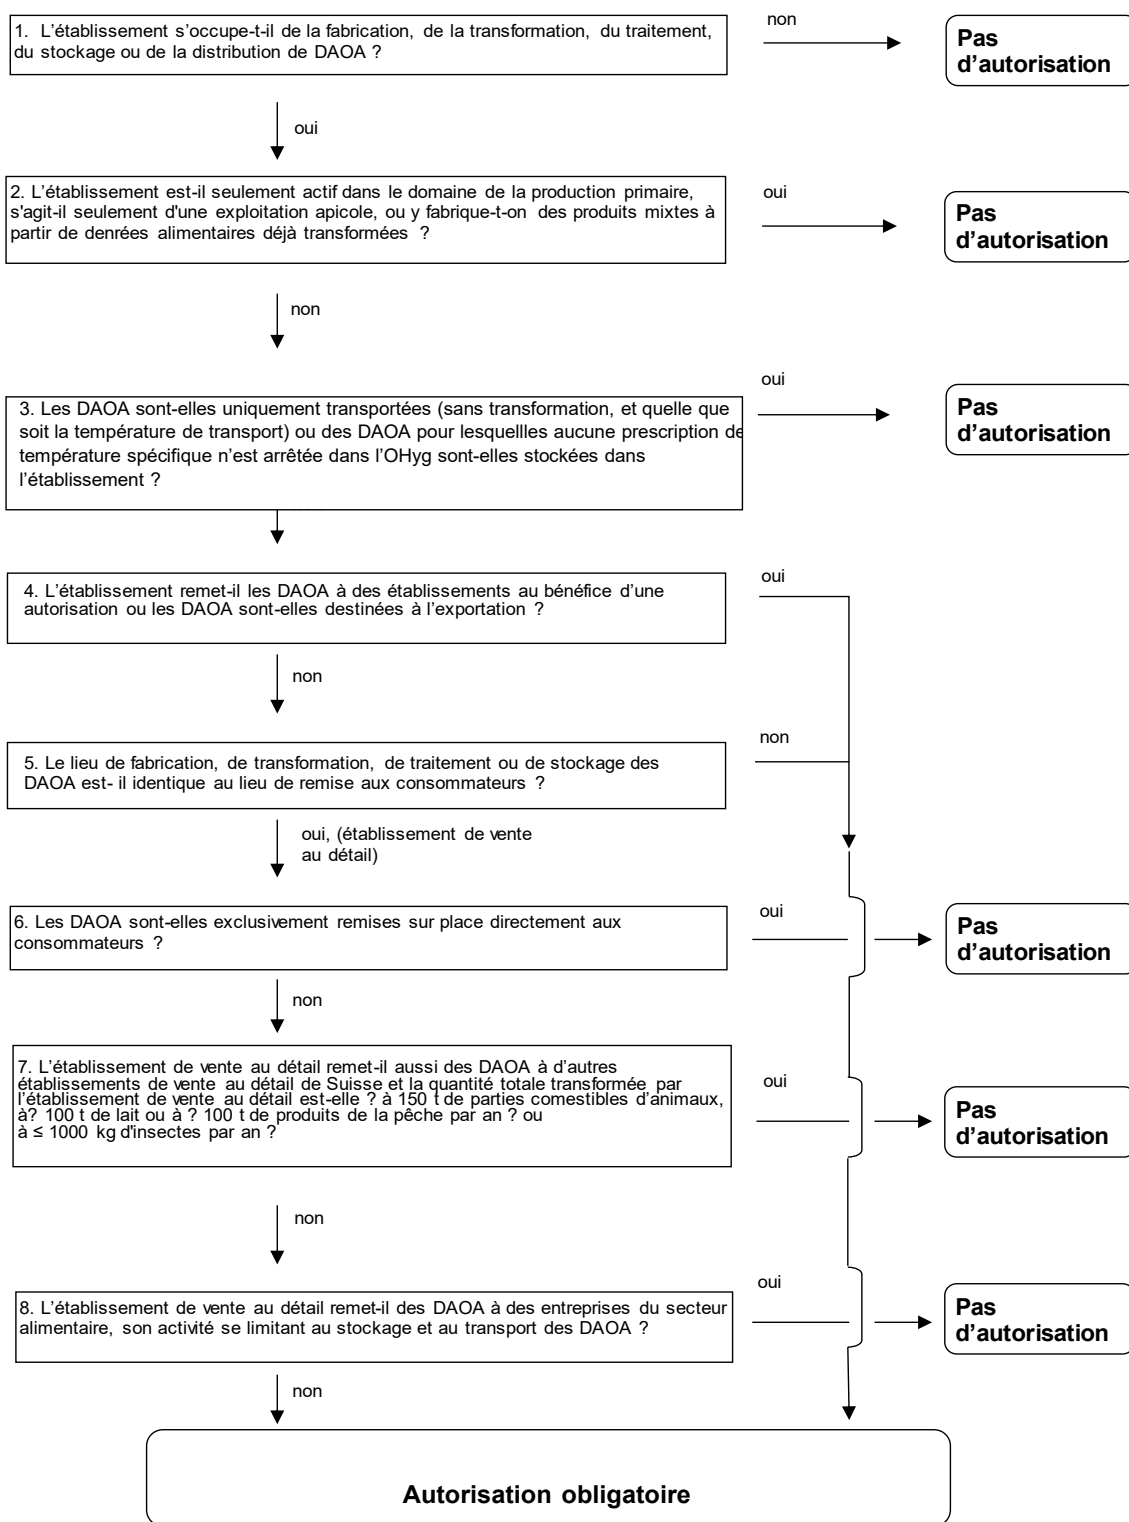 1. L’établissement s’occupe-t-il de la fabrication, de la transformation, du traitement,
du stockage ou de la distribution de DAOA ?
non
Pas
d’autorisation
oui
2. L’établissement est-il seulement actif dans le domaine de la production primaire,
s'agit-il seulement d'une exploitation apicole, ou y fabrique-t-on des produits mixtes à
partir de denrées alimentaires déjà transformées ?
oui
Pas
d’autorisation
non
3. Les DAOA sont-elles uniquement transportées (sans transformation, et quelle que
soit la température de transport) ou des DAOA pour lesquellles aucune prescription de
température spécifique n’est arrêtée dans l’OHyg sont-elles stockées dans
l’établissement ?
oui
Pas
d’autorisation
4. L’établissement remet-il les DAOA à des établissements au bénéfice d’une
autorisation ou les DAOA sont-elles destinées à l’exportation ?
oui
non
5. Le lieu de fabrication, de transformation, de traitement ou de stockage des
DAOA est- il identique au lieu de remise aux consommateurs ?
non
oui, (établissement de vente
au détail)
6. Les DAOA sont-elles exclusivement remises sur place directement aux
consommateurs ?
oui
Pas
d’autorisation
non
7. L’établissement de vente au détail remet-il aussi des DAOA à d’autres
établissements de vente au détail de Suisse et la quantité totale transformée par
l’établissement de vente au détail est-elle ? à 150 t de parties comestibles d’animaux,
à? 100 t de lait ou à ? 100 t de produits de la pêche par an ? ou
à ≤ 1000 kg d'insectes par an ?
oui
Pas
d’autorisation
non
8. L’établissement de vente au détail remet-il des DAOA à des entreprises du secteur
alimentaire, son activité se limitant au stockage et au transport des DAOA ?
oui
Pas
d’autorisation
non
Autorisation obligatoire